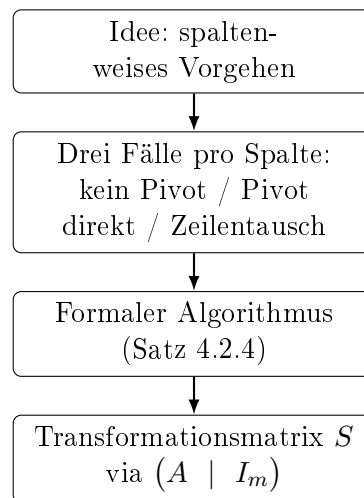 Idee: spalten-
weises Vorgehen
Drei Fälle pro Spalte:
kein Pivot / Pivot
direkt / Zeilentausch
Formaler Algorithmus
(Satz 4.2.4)
Transformationsmatrix S
via (A | Iₘ)